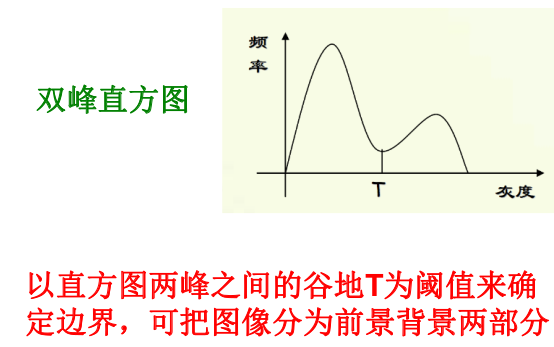 双峰直方图
频
率
T
灰度
以直方图两峰之间的谷地T为阈值来确
定边界，可把图像分为前景背景两部分